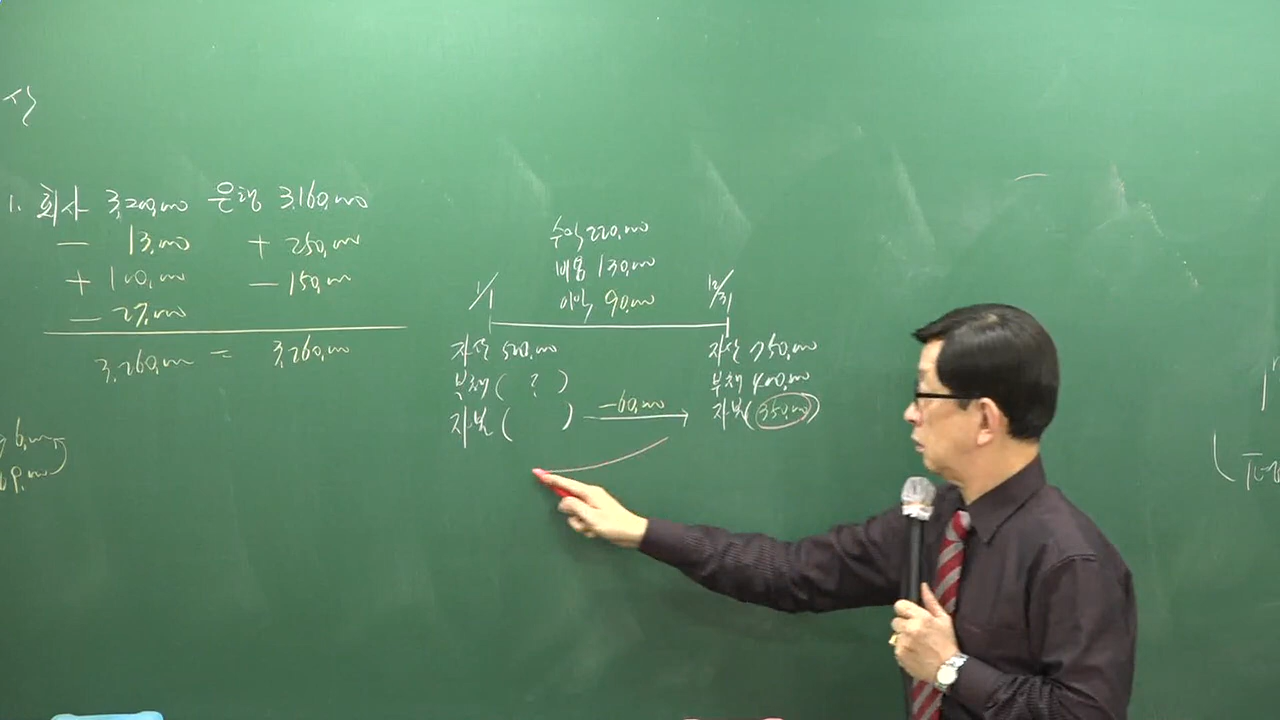 1. 회사 3,200,000 은행 3,160,000
- 13,000 + 250,000
+ 100,000 - 150,000
- 27,000
3,260,000 = 3,260,000
수익 220,000
비용 130,000
이익 90,000
1/1 12/31
자산 500,000 자산 750,000
부채 ( ? ) 부채 400,000
자본 ( ) -60,000 자본 (350,000)